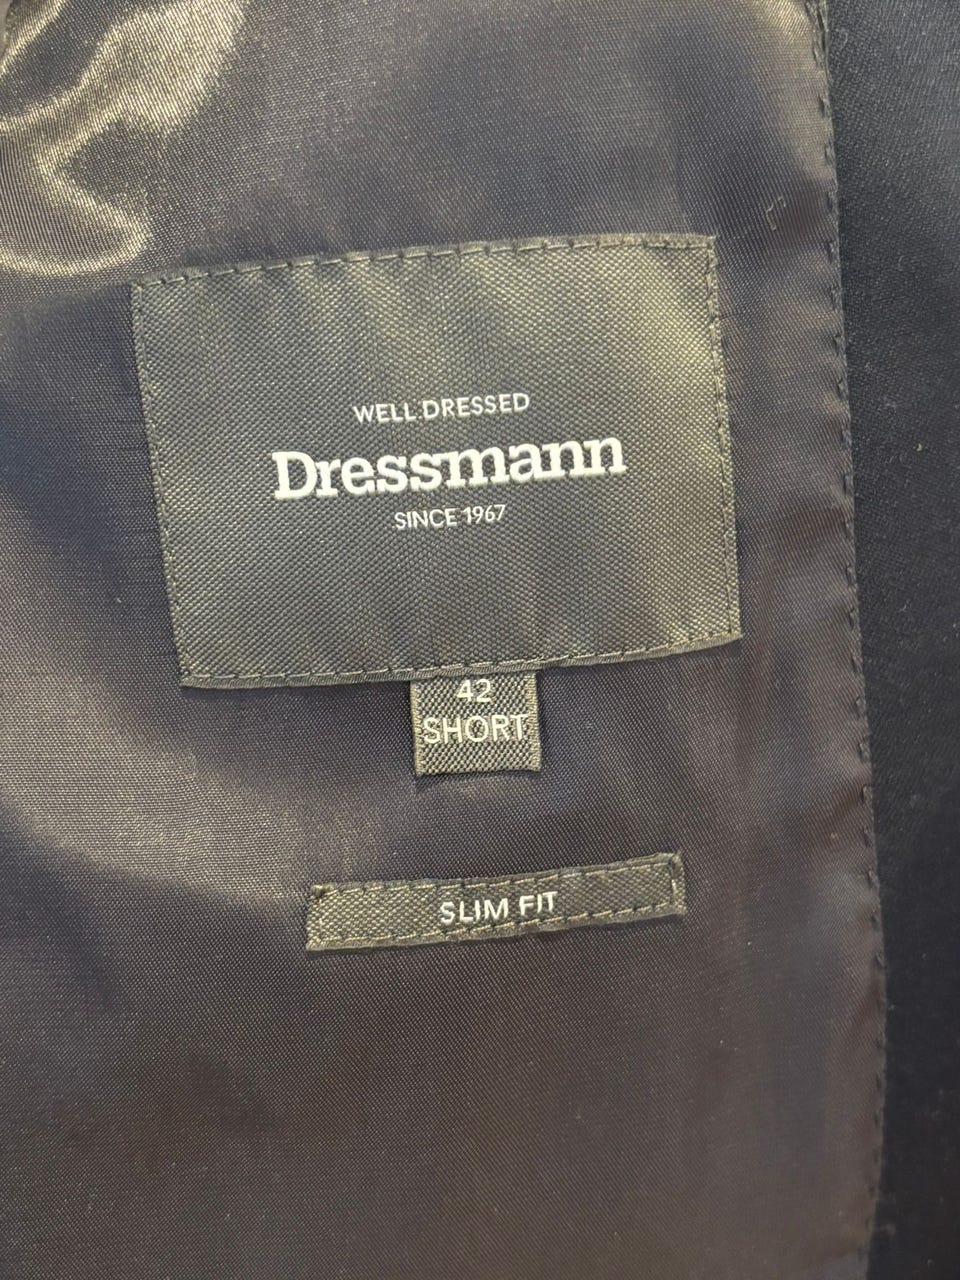 WELL DRESSED
Dressmann
SINCE 1967
42
SHORT
SLIM FIT